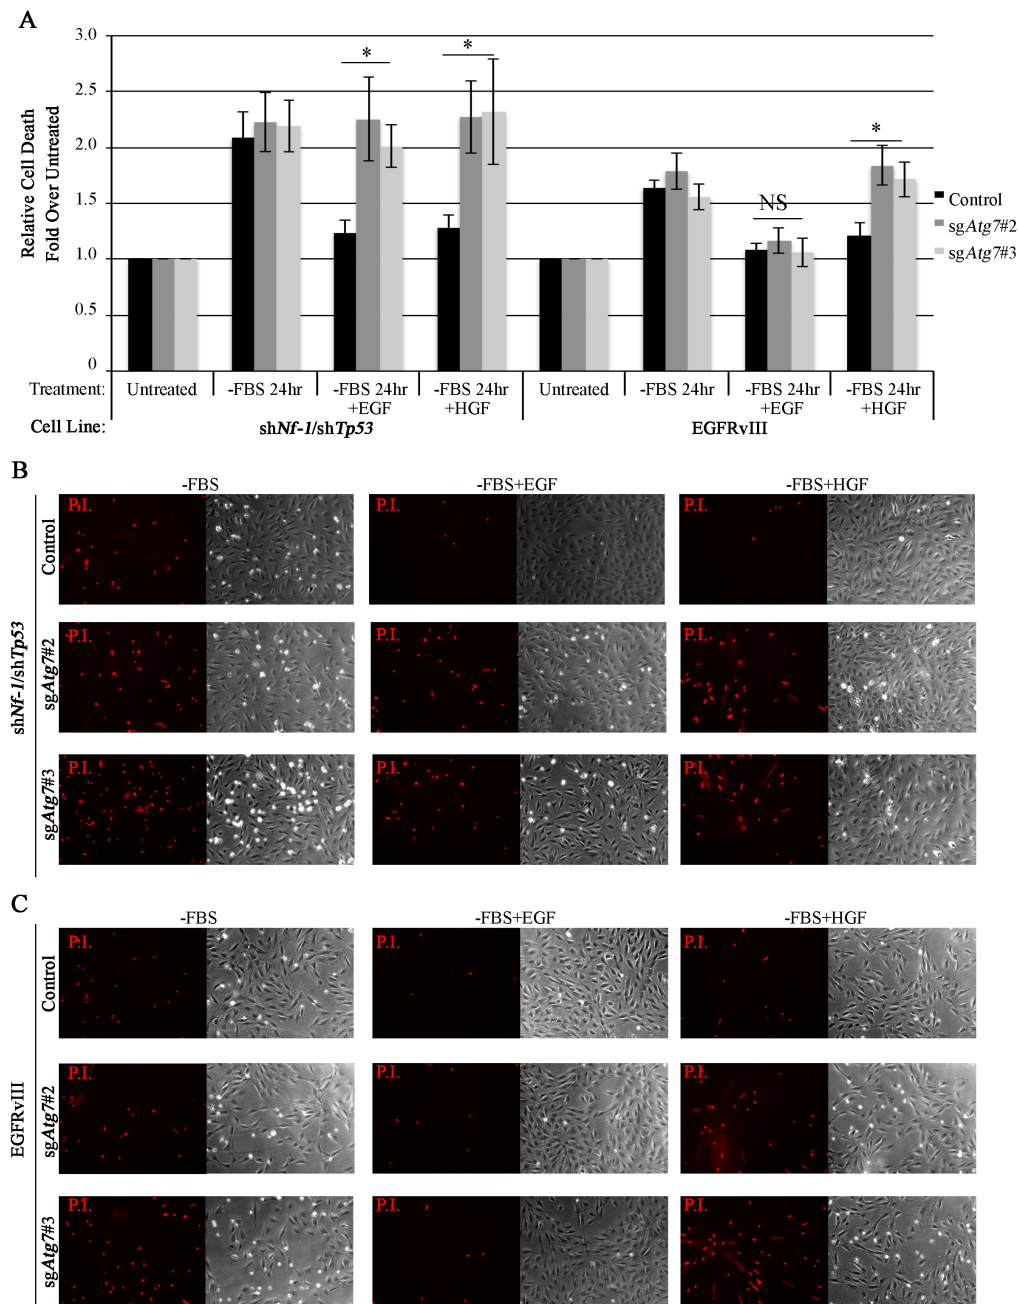 A
3.0
2.5
2.0
1.5
1.0
0.5
0
Relative Cell Death
Fold Over Untreated
*
*
NS
*
Control
sgAtg7#2
sgAtg7#3
Treatment: Untreated -FBS 24hr -FBS 24hr -FBS 24hr Untreated -FBS 24hr -FBS 24hr -FBS 24hr
+EGF +HGF +EGF +HGF
Cell Line: shNf-1/shTp53 EGFRvIII
B
-FBS -FBS+EGF -FBS+HGF
shNf-1/shTp53
Control
P.I. P.I. P.I.
sgAtg7#2
P.I. P.I. P.I.
sgAtg7#3
P.I. P.I. P.I.
C
-FBS -FBS+EGF -FBS+HGF
EGFRvIII
Control
P.I. P.I. P.I.
sgAtg7#2
P.I. P.I. P.I.
sgAtg7#3
P.I. P.I. P.I.